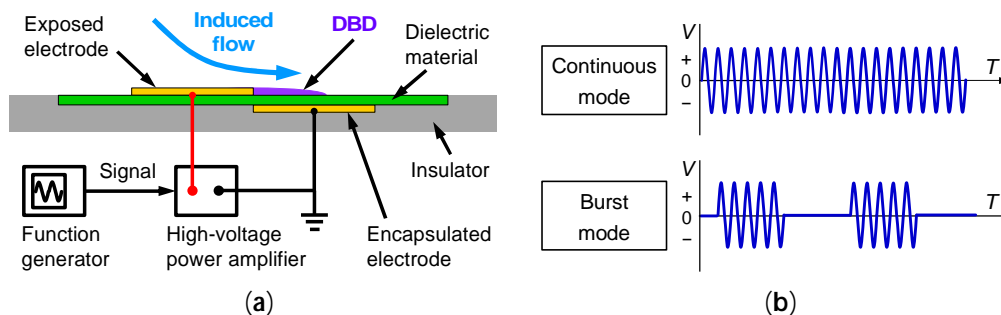 Exposed
electrode
Induced
flow
DBD
Dielectric
material
Insulator
Signal
Function
generator
High-voltage
power amplifier
Encapsulated
electrode
(a)
Continuous
mode
V
+
0
−
T
Burst
mode
V
+
0
−
T
(b)